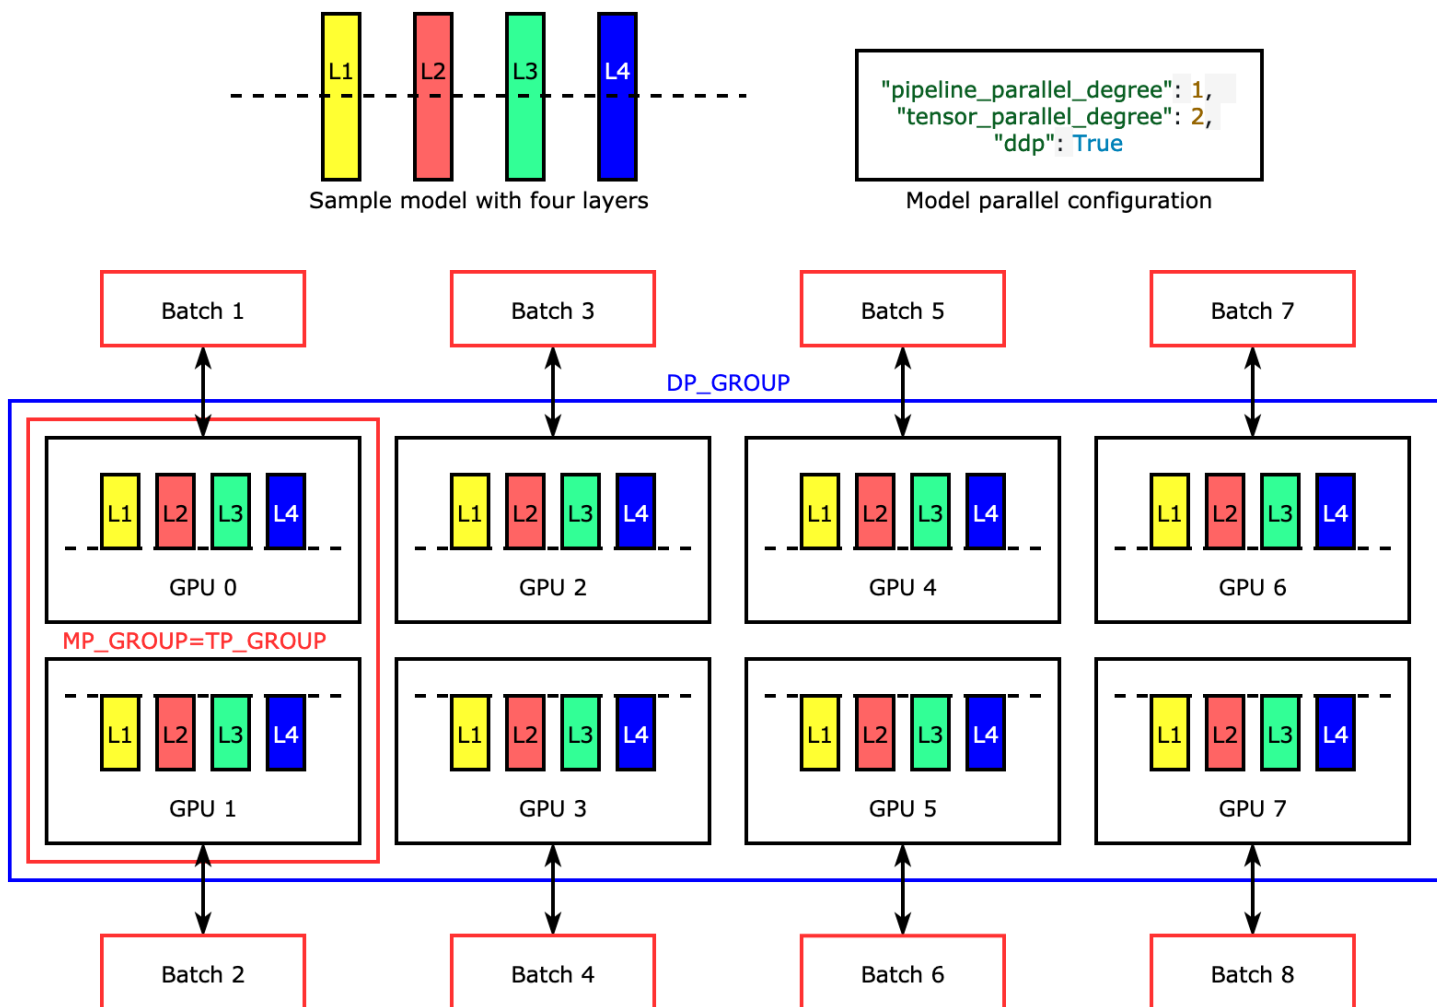 L1 L2 L3 L4
Sample model with four layers
"pipeline_parallel_degree": 1,
"tensor_parallel_degree": 2,
"ddp": True
Model parallel configuration
Batch 1
Batch 3
Batch 5
Batch 7
DP_GROUP
L1 L2 L3 L4
GPU 0
L1 L2 L3 L4
GPU 2
L1 L2 L3 L4
GPU 4
L1 L2 L3 L4
GPU 6
MP_GROUP=TP_GROUP
L1 L2 L3 L4
GPU 1
L1 L2 L3 L4
GPU 3
L1 L2 L3 L4
GPU 5
L1 L2 L3 L4
GPU 7
Batch 2
Batch 4
Batch 6
Batch 8